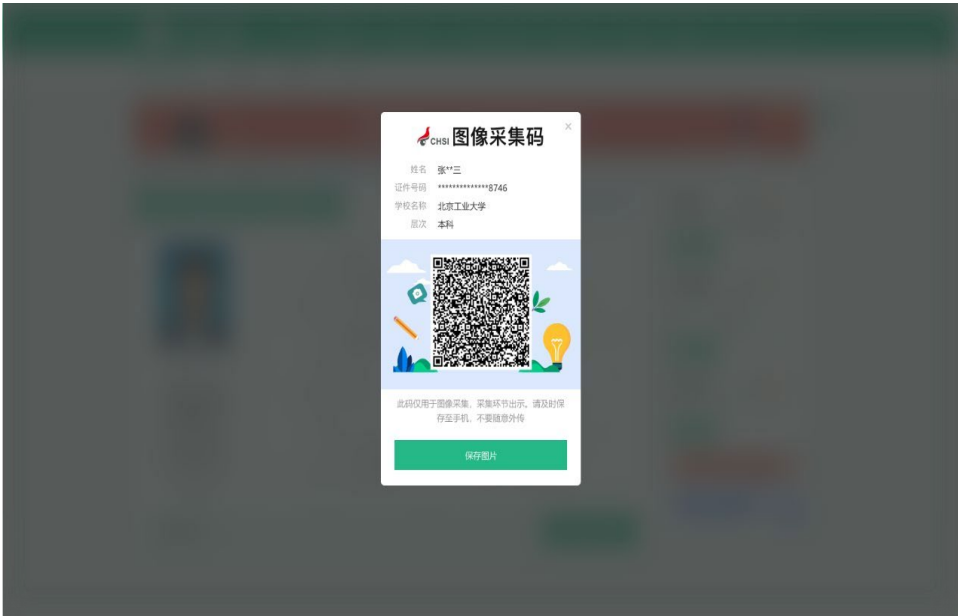 CHSI 图像采集码
×
姓名 张**三
证件号码 **************8746
学校名称 北京工业大学
层次 本科
此码仅用于图像采集，采集环节出示。请及时保
存至手机，不要随意外传
保存图片